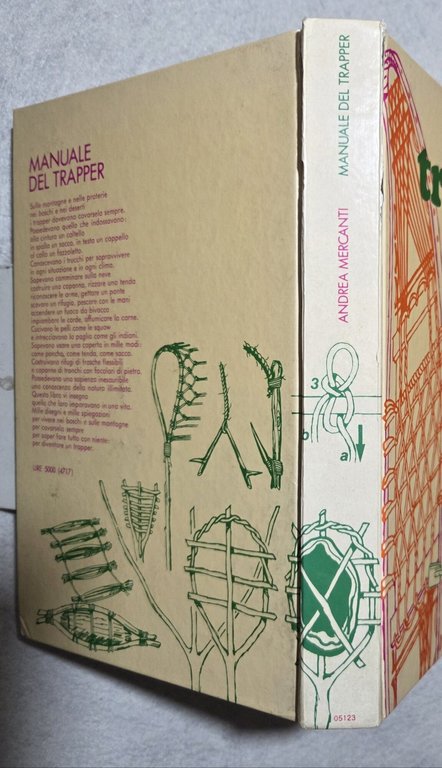 MANUALE
DEL TRAPPER
Sulle montagne e nelle praterie
nei boschi e nei deserti
i trapper dovevano cavarsela sempre.
Possedevano quello che indossavano:
alla cintura un coltello
in spalla un sacco, in testa un cappello
al collo un fazzoletto.
Conoscevano i trucchi per sopravvivere
in ogni situazione e in ogni clima.
Sapevano camminare sulla neve
costruire una capanna, rizzare una tenda
riconoscere le orme, gettare un ponte
scavare un rifugio, pescare con le mani
accendere un fuoco da bivacco
impiombare le corde, affumicare la carne.
Cucivano le pelli come le squaw
e intrecciavano la paglia come gli indiani.
Sapevano usare una coperta in mille modi:
come poncho, come tenda, come sacco.
Costruivano rifugi di frasche flessibili
e capanne di tronchi con focolari di pietra.
Possedevano una sapienza inesauribile
una conoscenza della natura illimitata.
Questo libro vi insegna
quello che loro imparavano in una vita.
Mille disegni e mille spiegazioni
per vivere nei boschi e sulle montagne
per cavarsela sempre
per saper fare tutto con niente:
per diventare un trapper.
LIRE 5000 (4717)
ANDREA MERCANTI MANUALE DEL TRAPPER
3
b
a
05123
tr